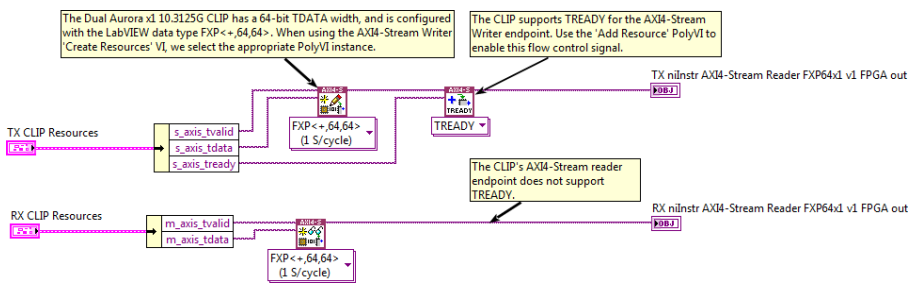 The Dual Aurora x1 10.3125G CLIP has a 64-bit TDATA width, and is configured
with the LabVIEW data type FXP<+,64,64>. When using the AXI4-Stream Writer
'Create Resources' VI, we select the appropriate PolyVI instance.
The CLIP supports TREADY for the AXI4-Stream
Writer endpoint. Use the 'Add Resource' PolyVI to
enable this flow control signal.
TX niInstr AXI4-Stream Reader FXP64x1 v1 FPGA out
DBJ
AXI4-S
AXI4-S
TREADY
FXP<+,64,64>
(1 S/cycle)
TREADY
TX CLIP Resources
s_axis_tvalid
s_axis_tdata
s_axis_tready
The CLIP's AXI4-Stream reader
endpoint does not support
TREADY.
RX CLIP Resources
RX niInstr AXI4-Stream Reader FXP64x1 v1 FPGA out
DBJ
m_axis_tvalid
m_axis_tdata
AXI4-S
FXP<+,64,64>
(1 S/cycle)